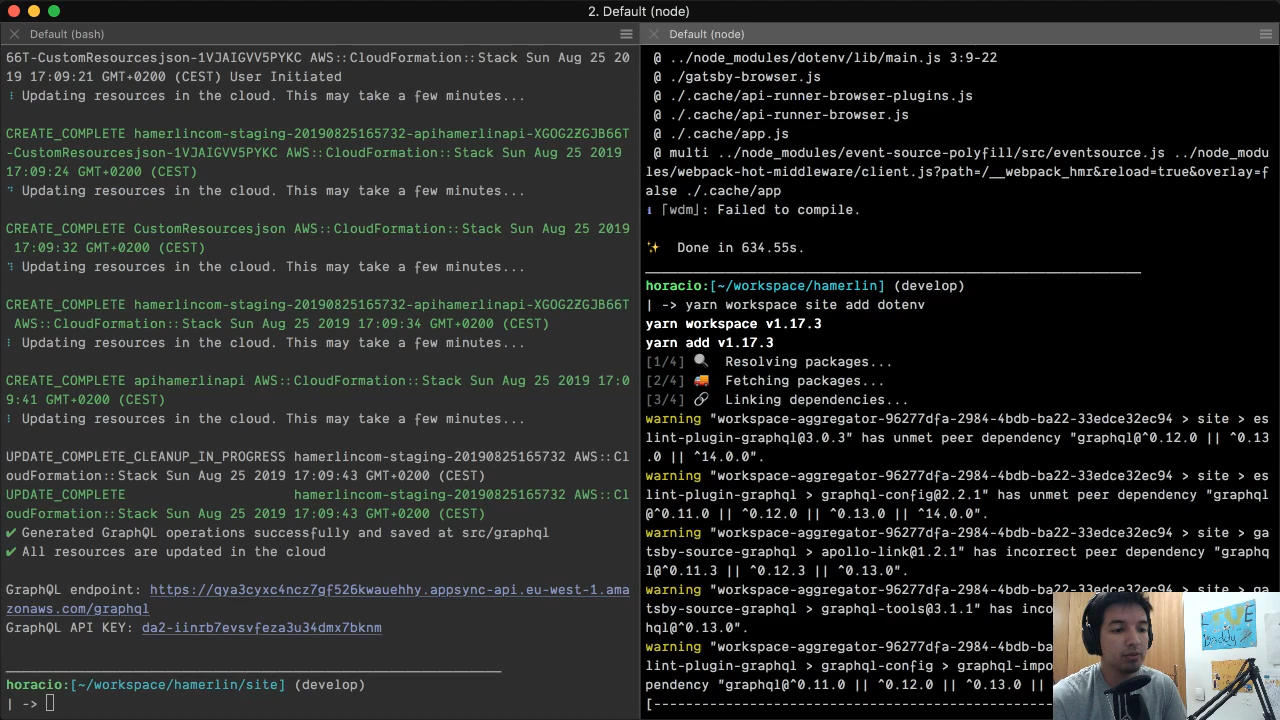 2. Default (node)
Default (bash)
66T-CustomResourcesjson-1VJAIGVV5PYKC AWS::CloudFormation::Stack Sun Aug 25 20
19 17:09:21 GMT+0200 (CEST) User Initiated
⠸ Updating resources in the cloud. This may take a few minutes...
CREATE_COMPLETE hamerlincom-staging-20190825165732-apihamerlinapi-XGOG2ZGJB66T
-CustomResourcesjson-1VJAIGVV5PYKC AWS::CloudFormation::Stack Sun Aug 25 2019
17:09:24 GMT+0200 (CEST)
⠙ Updating resources in the cloud. This may take a few minutes...
CREATE_COMPLETE CustomResourcesjson AWS::CloudFormation::Stack Sun Aug 25 2019
17:09:32 GMT+0200 (CEST)
⠹ Updating resources in the cloud. This may take a few minutes...
CREATE_COMPLETE hamerlincom-staging-20190825165732-apihamerlinapi-XGOG2ZGJB66T
AWS::CloudFormation::Stack Sun Aug 25 2019 17:09:34 GMT+0200 (CEST)
⠸ Updating resources in the cloud. This may take a few minutes...
CREATE_COMPLETE apihamerlinapi AWS::CloudFormation::Stack Sun Aug 25 2019 17:0
9:41 GMT+0200 (CEST)
⠸ Updating resources in the cloud. This may take a few minutes...
UPDATE_COMPLETE_CLEANUP_IN_PROGRESS hamerlincom-staging-20190825165732 AWS::Cl
oudFormation::Stack Sun Aug 25 2019 17:09:43 GMT+0200 (CEST)
UPDATE_COMPLETE hamerlincom-staging-20190825165732 AWS::Cl
oudFormation::Stack Sun Aug 25 2019 17:09:43 GMT+0200 (CEST)
✔ Generated GraphQL operations successfully and saved at src/graphql
✔ All resources are updated in the cloud
GraphQL endpoint: https://qya3cyxc4ncz7gf526kwauehhy.appsync-api.eu-west-1.ama
zonaws.com/graphql
GraphQL API KEY: da2-iinrb7evsvfeza3u34dmx7bknm
horacio:[~/workspace/hamerlin/site] (develop)
| ->
Default (node)
@ ../node_modules/dotenv/lib/main.js 3:9-22
@ ./gatsby-browser.js
@ ./.cache/api-runner-browser-plugins.js
@ ./.cache/api-runner-browser.js
@ ./.cache/app.js
@ multi ../node_modules/event-source-polyfill/src/eventsource.js ../node_modu
les/webpack-hot-middleware/client.js?path=/__webpack_hmr&reload=true&overlay=f
alse ./.cache/app
ℹ ｢wdm｣: Failed to compile.
✨ Done in 634.55s.
horacio:[~/workspace/hamerlin] (develop)
| -> yarn workspace site add dotenv
yarn workspace v1.17.3
yarn add v1.17.3
[1/4] 🔍 Resolving packages...
[2/4] 🚚 Fetching packages...
[3/4] 🔗 Linking dependencies...
warning "workspace-aggregator-96277dfa-2984-4bdb-ba22-33edce32ec94 > site > es
lint-plugin-graphql@3.0.3" has unmet peer dependency "graphql@^0.12.0 || ^0.13
.0 || ^14.0.0".
warning "workspace-aggregator-96277dfa-2984-4bdb-ba22-33edce32ec94 > site > es
lint-plugin-graphql > graphql-config@2.2.1" has unmet peer dependency "graphql
@^0.11.0 || ^0.12.0 || ^0.13.0 || ^14.0.0".
warning "workspace-aggregator-96277dfa-2984-4bdb-ba22-33edce32ec94 > site > ga
tsby-source-graphql > apollo-link@1.2.1" has incorrect peer dependency "graphq
l@^0.11.3 || ^0.12.3 || ^0.13.0".
warning "workspace-aggregator-96277dfa-2984-4bdb-ba22-33edce32ec94 > site > ga
tsby-source-graphql > graphql-tools@3.1.1" has inco
hql@^0.13.0".
warning "workspace-aggregator-96277dfa-2984-4bdb-ba
lint-plugin-graphql > graphql-config > graphql-impo
pendency "graphql@^0.11.0 || ^0.12.0 || ^0.13.0 ||
[--------------------------------------------------